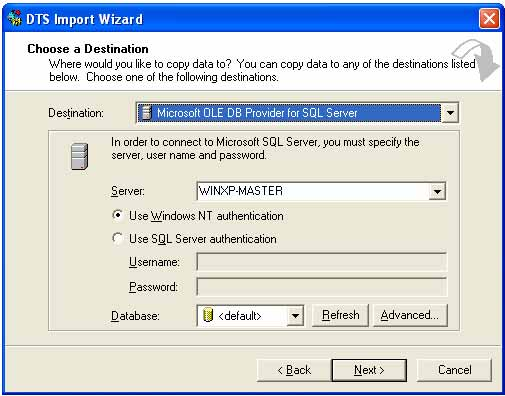 DTS Import Wizard
Choose a Destination
Where would you like to copy data to? You can copy data to any of the destinations listed
below. Choose one of the following destinations.
Destination: Microsoft OLE DB Provider for SQL Server
In order to connect to Microsoft SQL Server, you must specify the
server, user name and password.
Server: WINXP-MASTER
Use Windows NT authentication
Use SQL Server authentication
Username:
Password:
Database: <default> Refresh Advanced...
< Back Next > Cancel